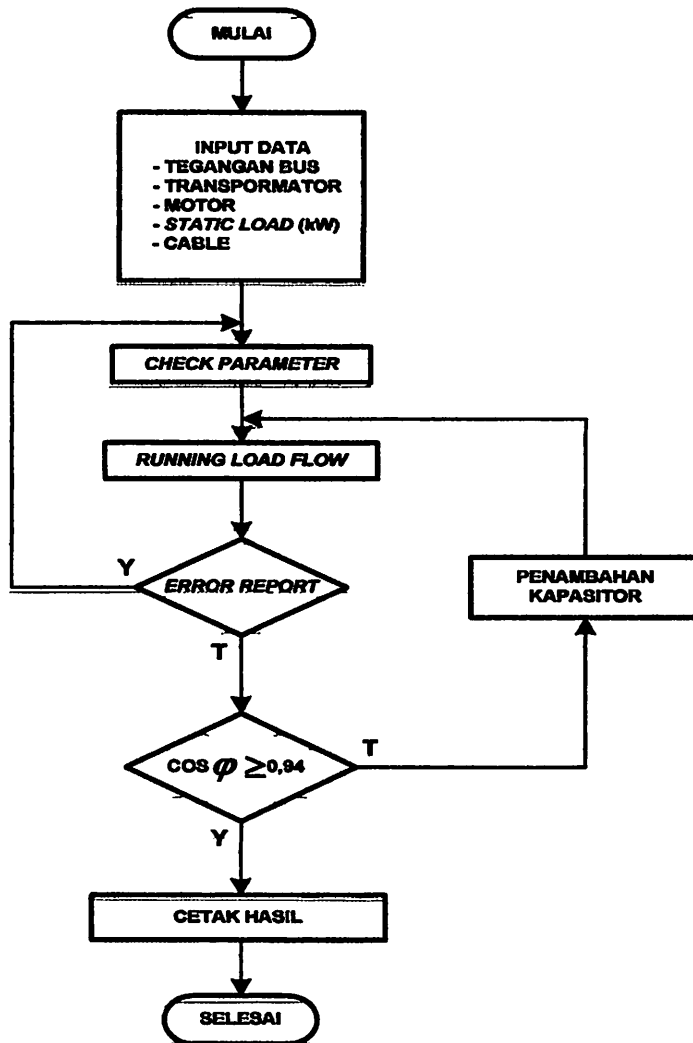 MULAI
INPUT DATA
- TEGANGAN BUS
- TRANSPORMATOR
- MOTOR
- STATIC LOAD (kW)
- CABLE
CHECK PARAMETER
RUNNING LOAD FLOW
Y
ERROR REPORT
PENAMBAHAN
KAPASITOR
T
COS φ ≥0,94
T
Y
CETAK HASIL
SELESAI